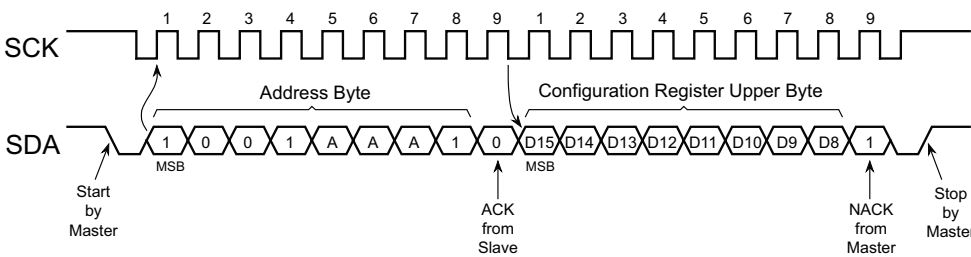 1 2 3 4 5 6 7 8 9 1 2 3 4 5 6 7 8 9
SCK
Address Byte
Configuration Register Upper Byte
SDA
1 0 0 1 A A A 1 0 D15 D14 D13 D12 D11 D10 D9 D8 1
MSB
MSB
Start
by
Master
ACK
from
Slave
NACK
from
Master
Stop
by
Master